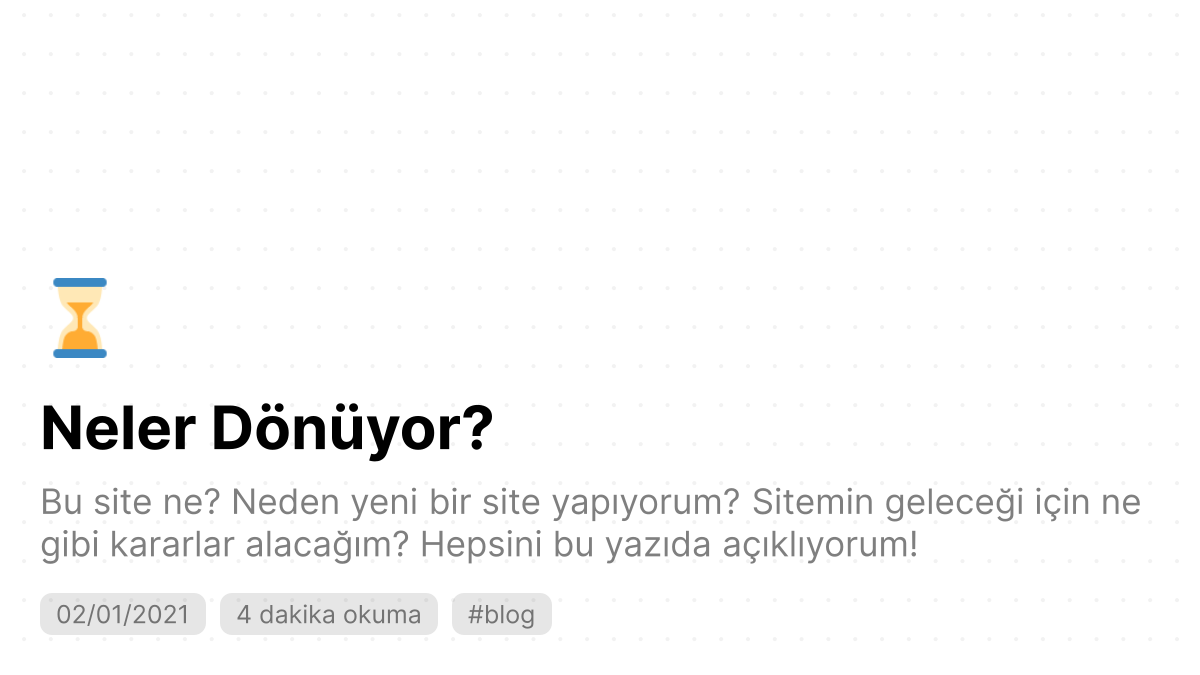 Neler Dönüyor?
Bu site ne? Neden yeni bir site yapıyorum? Sitemin geleceği için ne
gibi kararlar alacağım? Hepsini bu yazıda açıklıyorum!
02/01/2021 4 dakika okuma #blog